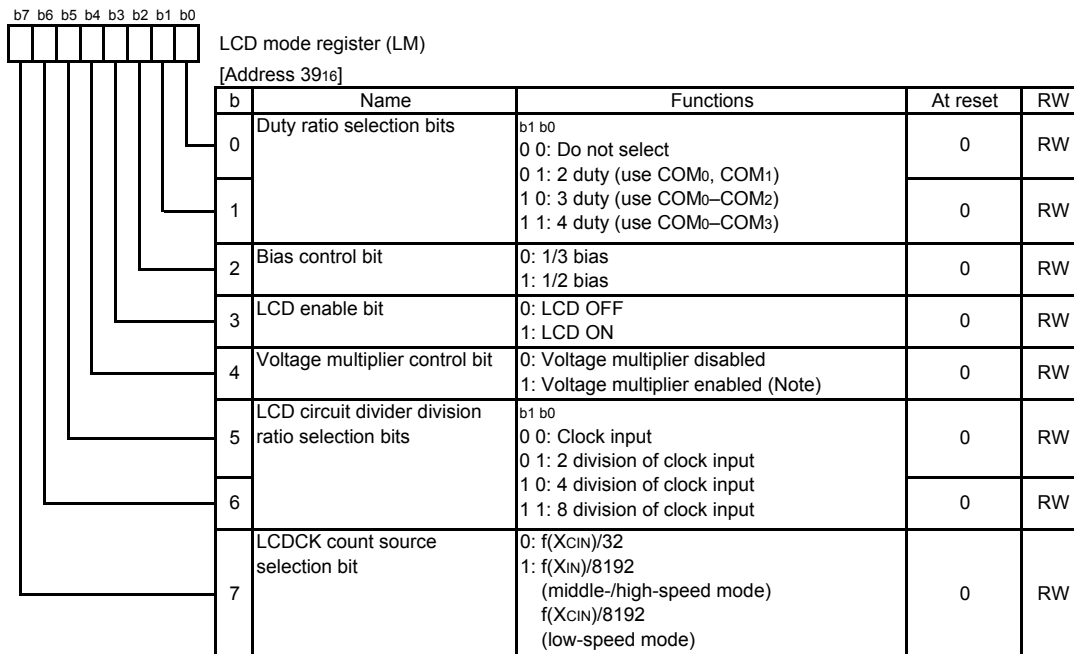 b7 b6 b5 b4 b3 b2 b1 b0
LCD mode register (LM)
[Address 3916]
b Name Functions At reset RW
0 Duty ratio selection bits b1 b0 0 RW
0 0: Do not select
0 1: 2 duty (use COM0, COM1)
1 1 0: 3 duty (use COM0–COM2) 0 RW
1 1: 4 duty (use COM0–COM3)
2 Bias control bit 0: 1/3 bias 0 RW
1: 1/2 bias
3 LCD enable bit 0: LCD OFF 0 RW
1: LCD ON
4 Voltage multiplier control bit 0: Voltage multiplier disabled 0 RW
1: Voltage multiplier enabled (Note)
5 LCD circuit divider division b1 b0 0 RW
ratio selection bits 0 0: Clock input
0 1: 2 division of clock input
6 1 0: 4 division of clock input 0 RW
1 1: 8 division of clock input
7 LCDCK count source 0: f(XCIN)/32 0 RW
selection bit 1: f(XIN)/8192
(middle-/high-speed mode)
f(XCIN)/8192
(low-speed mode)